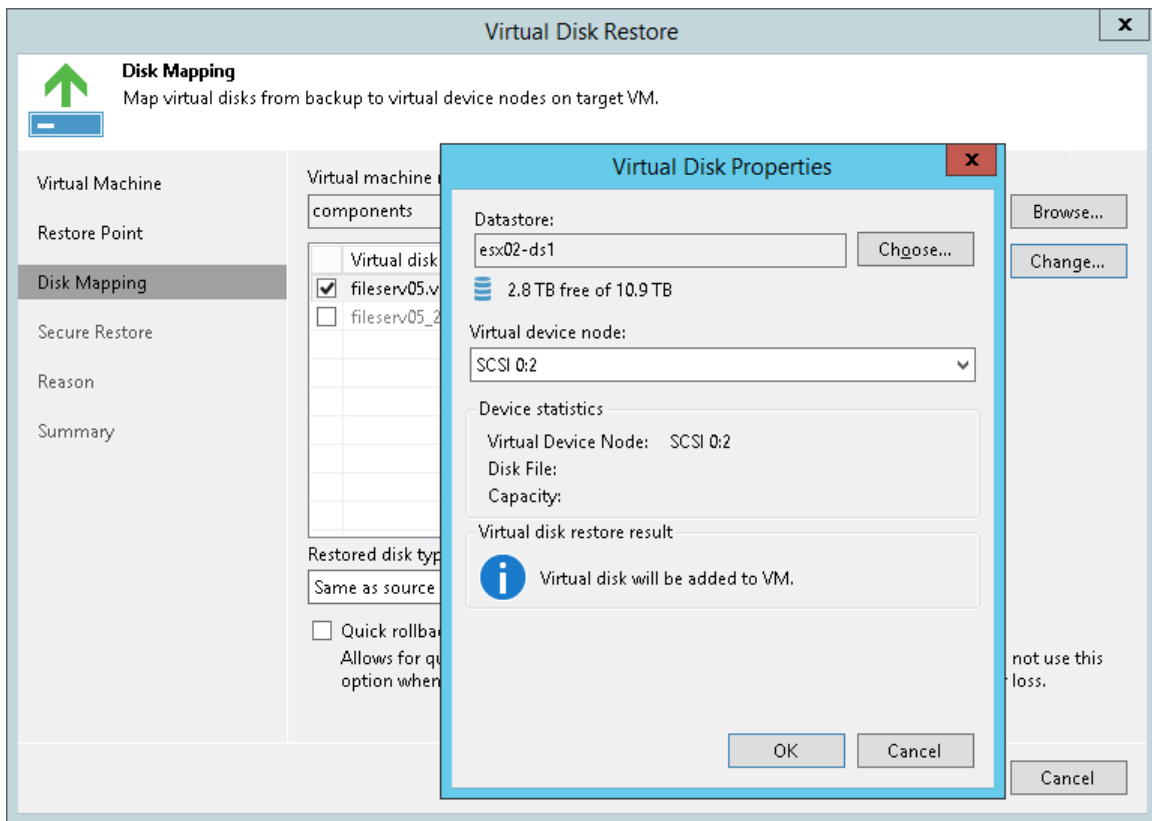 Virtual Disk Restore
x
Disk Mapping
Map virtual disks from backup to virtual device nodes on target VM.
Virtual Machine
Restore Point
Disk Mapping
Secure Restore
Reason
Summary
Virtual machine
components
Browse...
Virtual disk
Change...
fileserv05.v
fileserv05_2
Restored disk typ
Same as source
Quick rollba
Allows for qu
not use this
option when
loss.
Cancel
Virtual Disk Properties
x
Datastore:
esx02-ds1
Choose...
2.8 TB free of 10.9 TB
Virtual device node:
SCSI 0:2
Device statistics
Virtual Device Node: SCSI 0:2
Disk File:
Capacity:
Virtual disk restore result
i Virtual disk will be added to VM.
OK
Cancel